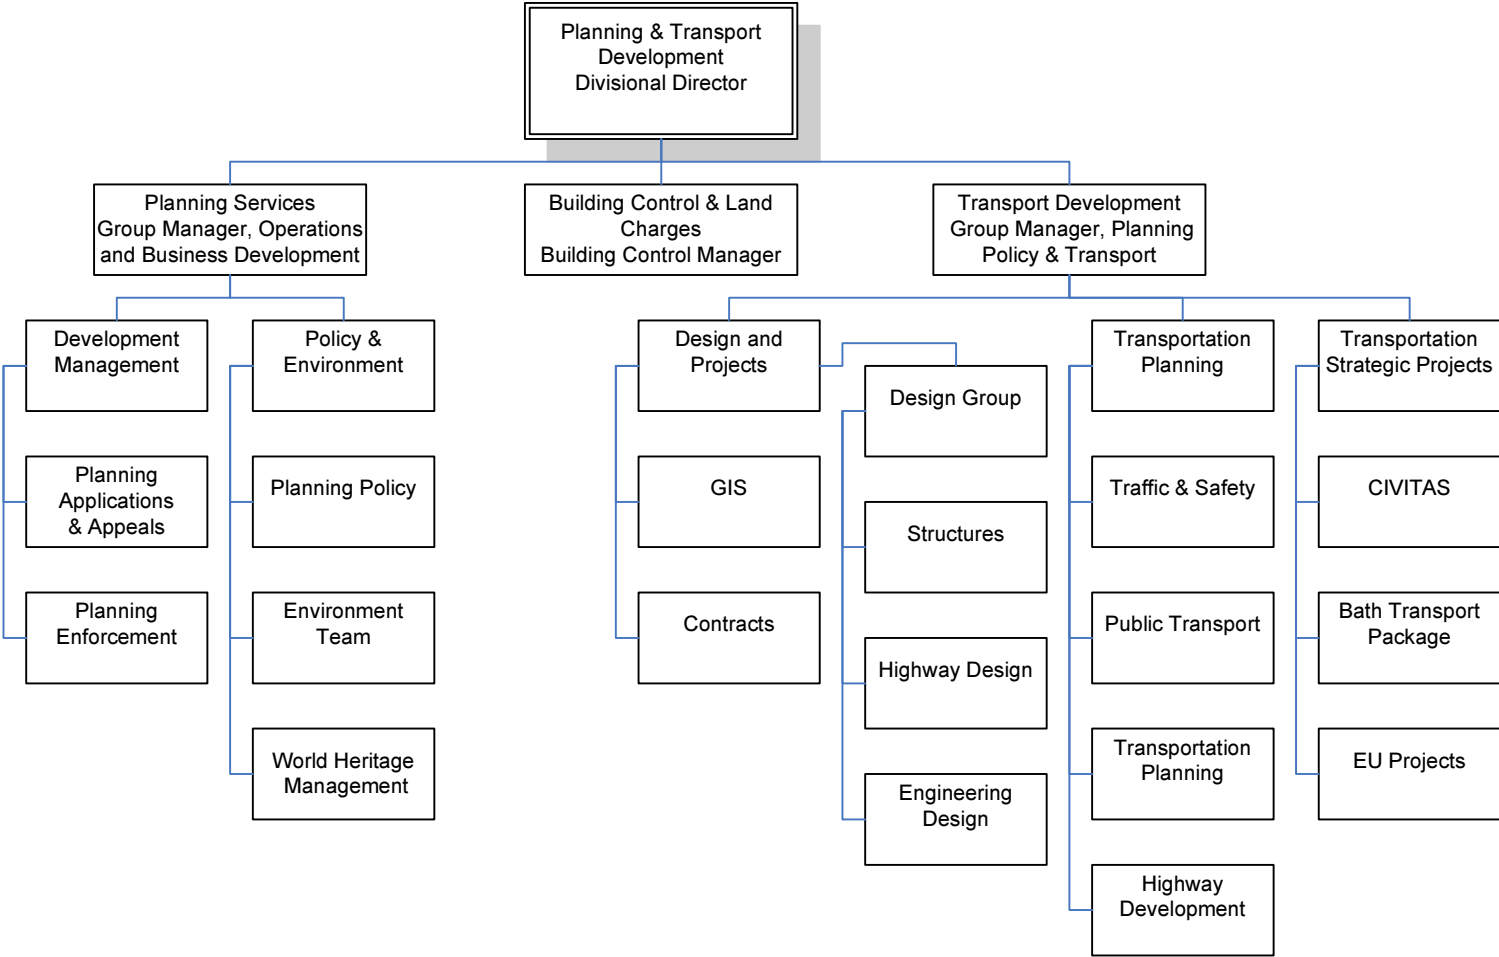 Planning & Transport
Development
Divisional Director
Planning Services
Group Manager, Operations
and Business Development
Building Control & Land
Charges
Building Control Manager
Transport Development
Group Manager, Planning
Policy & Transport
Development
Management
Planning
Applications
& Appeals
Planning
Enforcement
Policy &
Environment
Planning Policy
Environment
Team
World Heritage
Management
Design and
Projects
GIS
Contracts
Design Group
Structures
Highway Design
Engineering
Design
Transportation
Planning
Traffic & Safety
Public Transport
Transportation
Planning
Highway
Development
Transportation
Strategic Projects
CIVITAS
Bath Transport
Package
EU Projects